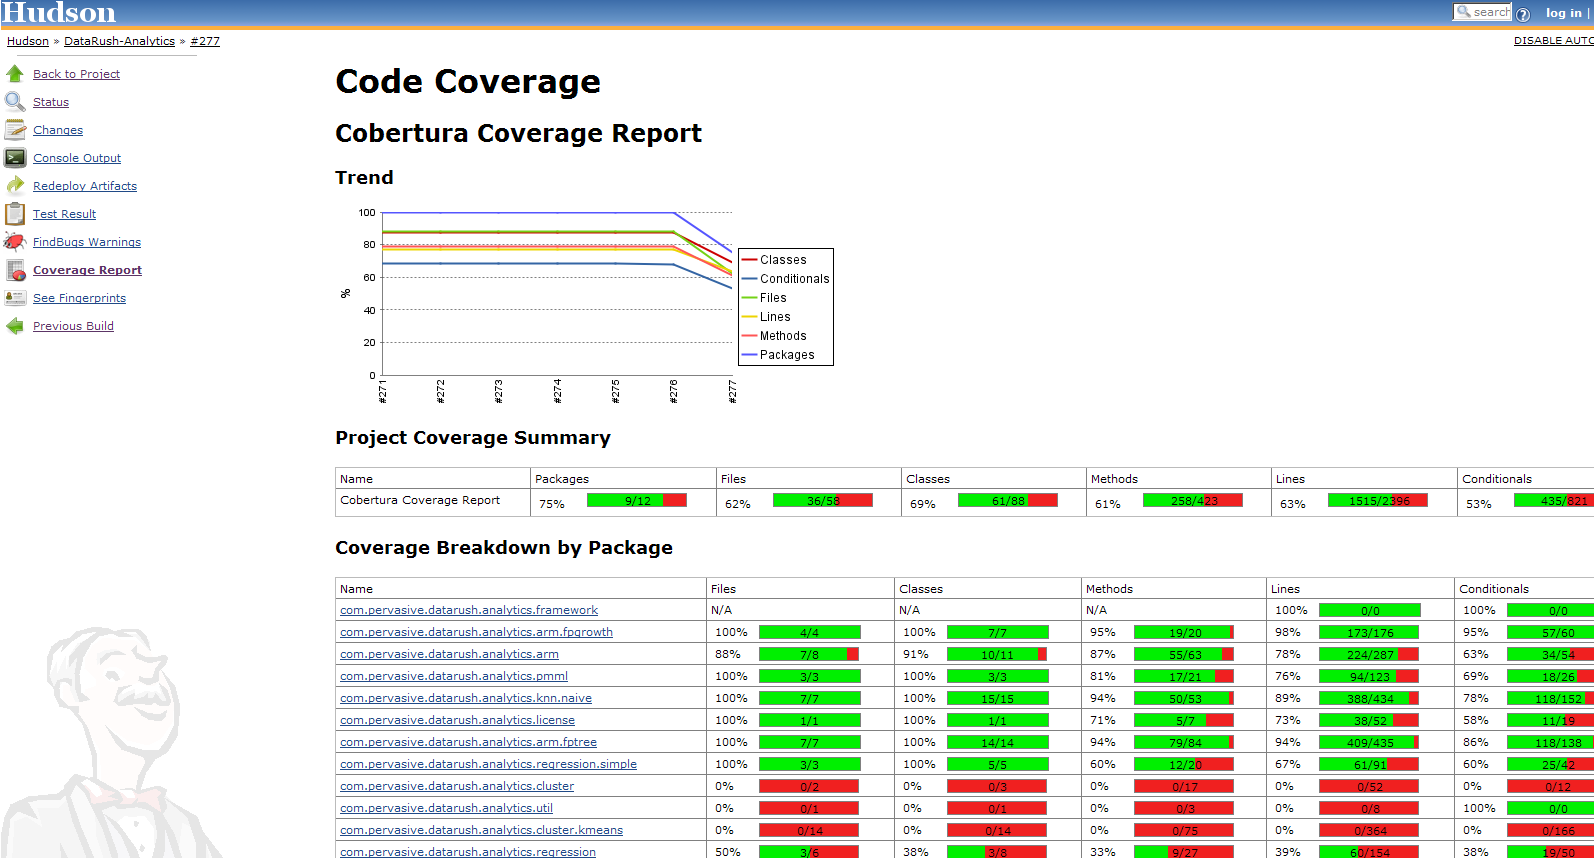 Hudson
search
? log in |
Hudson » DataRush-Analytics » #277
DISABLE AUTO
Back to Project
Status
Changes
Console Output
Redeploy Artifacts
Test Result
FindBugs Warnings
Coverage Report
See Fingerprints
Previous Build
Code Coverage
Cobertura Coverage Report
Trend
100
80
60
40
20
0
%
#271 #272 #273 #274 #275 #276 #277
Classes
Conditionals
Files
Lines
Methods
Packages
Project Coverage Summary
Name Packages Files Classes Methods Lines Conditionals
Cobertura Coverage Report 75% 9/12 62% 36/58 69% 61/88 61% 258/423 63% 1515/2396 53% 435/821
Coverage Breakdown by Package
Name Files Classes Methods Lines Conditionals
com.pervasive.datarush.analytics.framework N/A N/A N/A 100% 0/0 100% 0/0
com.pervasive.datarush.analytics.arm.fpgrowth 100% 4/4 100% 7/7 95% 19/20 98% 173/176 95% 57/60
com.pervasive.datarush.analytics.arm 88% 7/8 91% 10/11 87% 55/63 78% 224/287 63% 34/54
com.pervasive.datarush.analytics.pmml 100% 3/3 100% 3/3 81% 17/21 76% 94/123 69% 18/26
com.pervasive.datarush.analytics.knn.naive 100% 7/7 100% 15/15 94% 50/53 89% 388/434 78% 118/152
com.pervasive.datarush.analytics.license 100% 1/1 100% 1/1 71% 5/7 73% 38/52 58% 11/19
com.pervasive.datarush.analytics.arm.fptree 100% 7/7 100% 14/14 94% 79/84 94% 409/435 86% 118/138
com.pervasive.datarush.analytics.regression.simple 100% 3/3 100% 5/5 60% 12/20 67% 61/91 60% 25/42
com.pervasive.datarush.analytics.cluster 0% 0/2 0% 0/3 0% 0/17 0% 0/52 0% 0/12
com.pervasive.datarush.analytics.util 0% 0/1 0% 0/1 0% 0/3 0% 0/8 100% 0/0
com.pervasive.datarush.analytics.cluster.kmeans 0% 0/14 0% 0/14 0% 0/75 0% 0/364 0% 0/166
com.pervasive.datarush.analytics.regression 50% 3/6 38% 3/8 33% 9/27 39% 60/154 38% 19/50